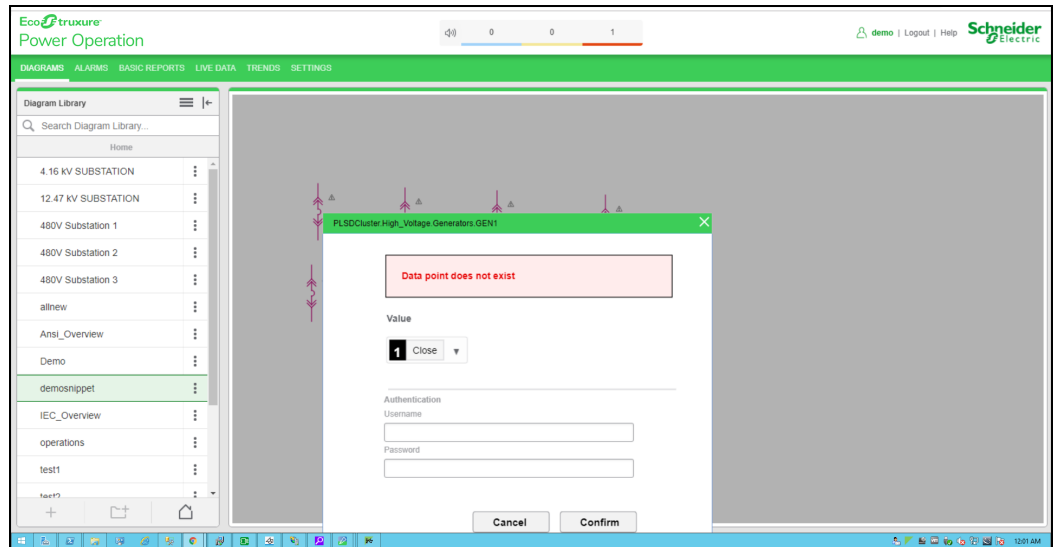 EcoStruxure
Power Operation
0 0 1
demo | Logout | Help
Schneider
Electric
DIAGRAMS ALARMS BASIC REPORTS LIVE DATA TRENDS SETTINGS
Diagram Library
Search Diagram Library...
Home
4.16 kV SUBSTATION
12.47 kV SUBSTATION
480V Substation 1
480V Substation 2
480V Substation 3
allnew
Ansi_Overview
Demo
demosnippet
IEC_Overview
operations
test1
test2
PLSDCluster.High_Voltage.Generators.GEN1
Data point does not exist
Value
1 Close
Authentication
Username
Password
Cancel Confirm
12:01 AM